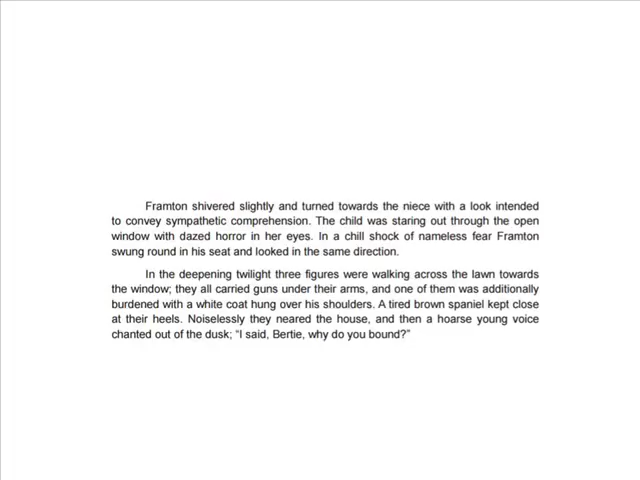 Framton shivered slightly and turned towards the niece with a look intended
to convey sympathetic comprehension. The child was staring out through the open
window with dazed horror in her eyes. In a chill shock of nameless fear Framton
swung round in his seat and looked in the same direction.
In the deepening twilight three figures were walking across the lawn towards
the window; they all carried guns under their arms, and one of them was additionally
burdened with a white coat hung over his shoulders. A tired brown spaniel kept close
at their heels. Noiselessly they neared the house, and then a hoarse young voice
chanted out of the dusk; “I said, Bertie, why do you bound?”